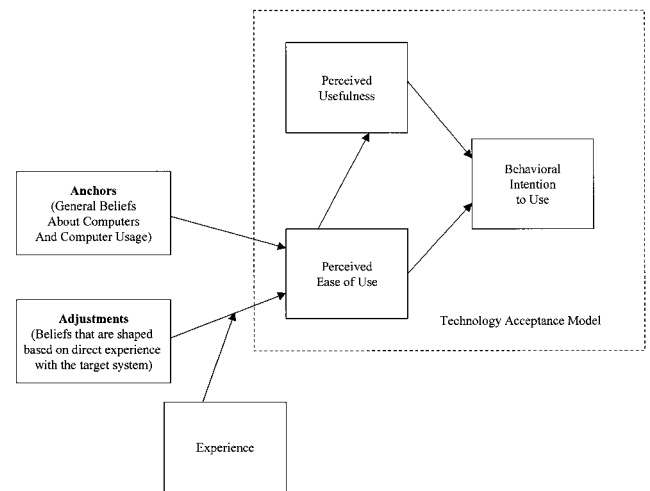 Perceived
Usefulness
Behavioral
Intention
to Use
Anchors
(General Beliefs
About Computers
And Computer Usage)
Perceived
Ease of Use
Adjustments
(Beliefs that are shaped
based on direct experience
with the target system)
Technology Acceptance Model
Experience